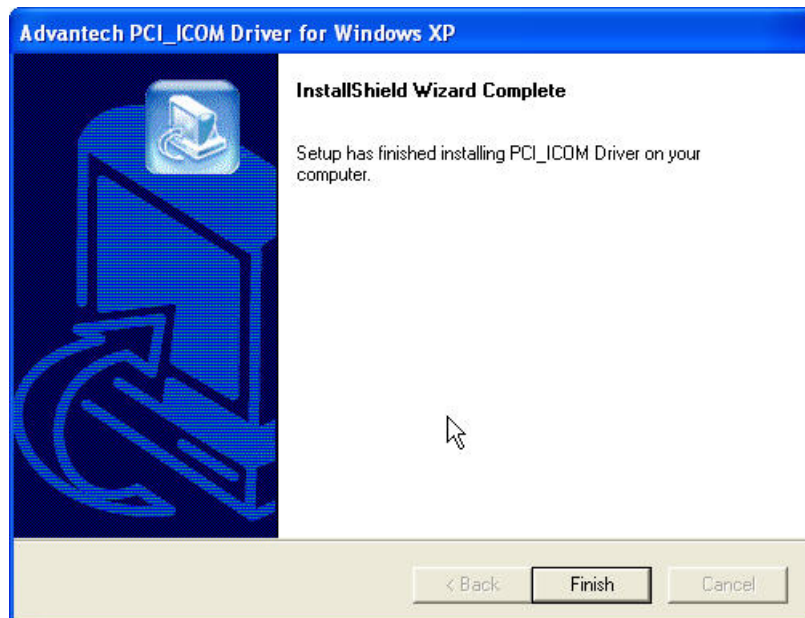 Advantech PCI_ICOM Driver for Windows XP
InstallShield Wizard Complete
Setup has finished installing PCI_ICOM Driver on your
computer.
< Back
Finish
Cancel